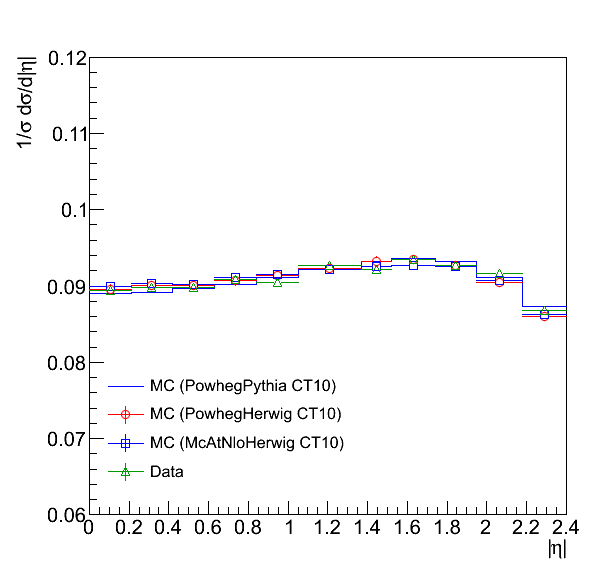 1/σ dσ/d|η|
0.12
0.11
0.1
0.09
0.08
0.07
0.06
MC (PowhegPythia CT10)
MC (PowhegHerwig CT10)
MC (McAtNloHerwig CT10)
Data
0 0.2 0.4 0.6 0.8 1 1.2 1.4 1.6 1.8 2 2.2 2.4
|η|